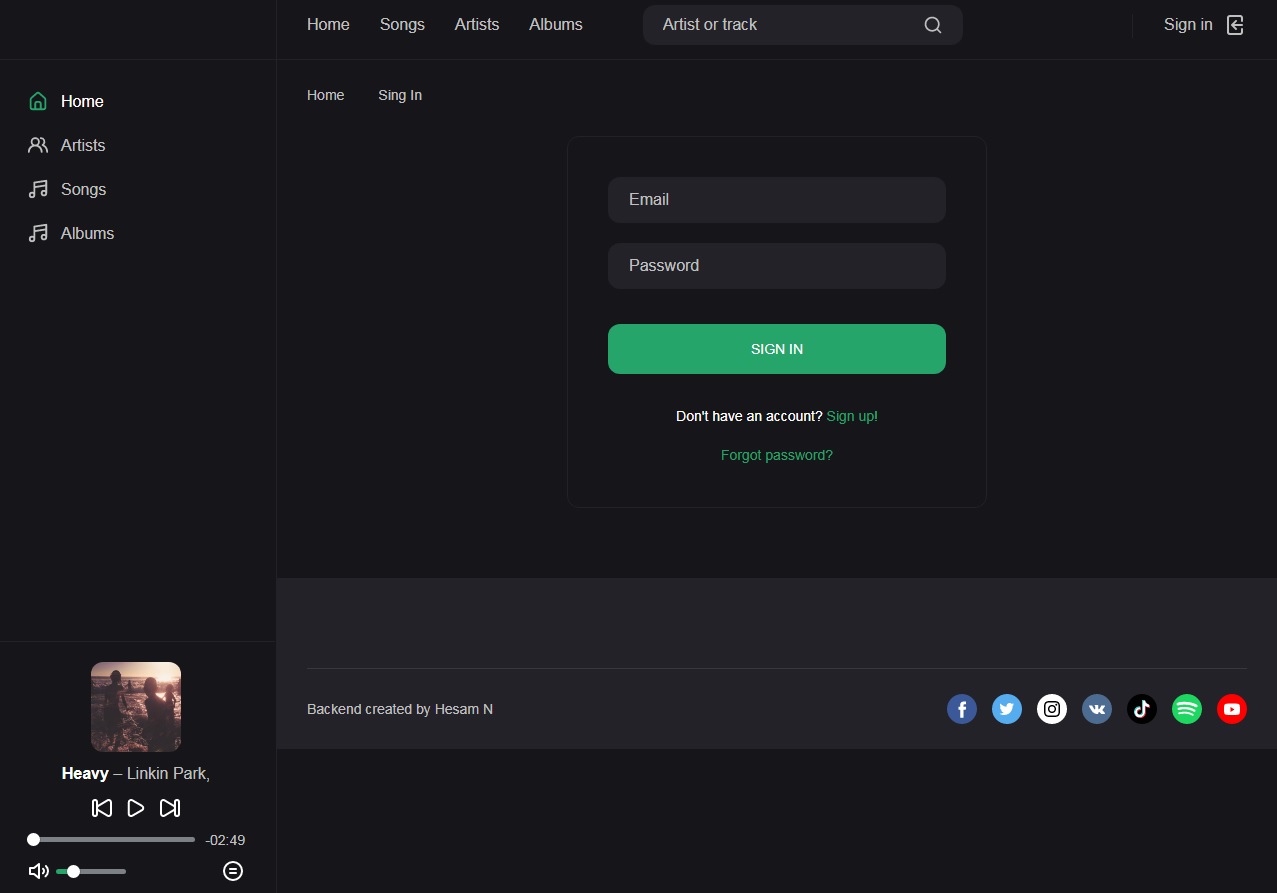 Home Songs Artists Albums Artist or track Sign in
Home
Artists
Songs
Albums
Home Sing In
Email
Password
SIGN IN
Don't have an account? Sign up!
Forgot password?
Backend created by Hesam N
Heavy – Linkin Park,
-02:49